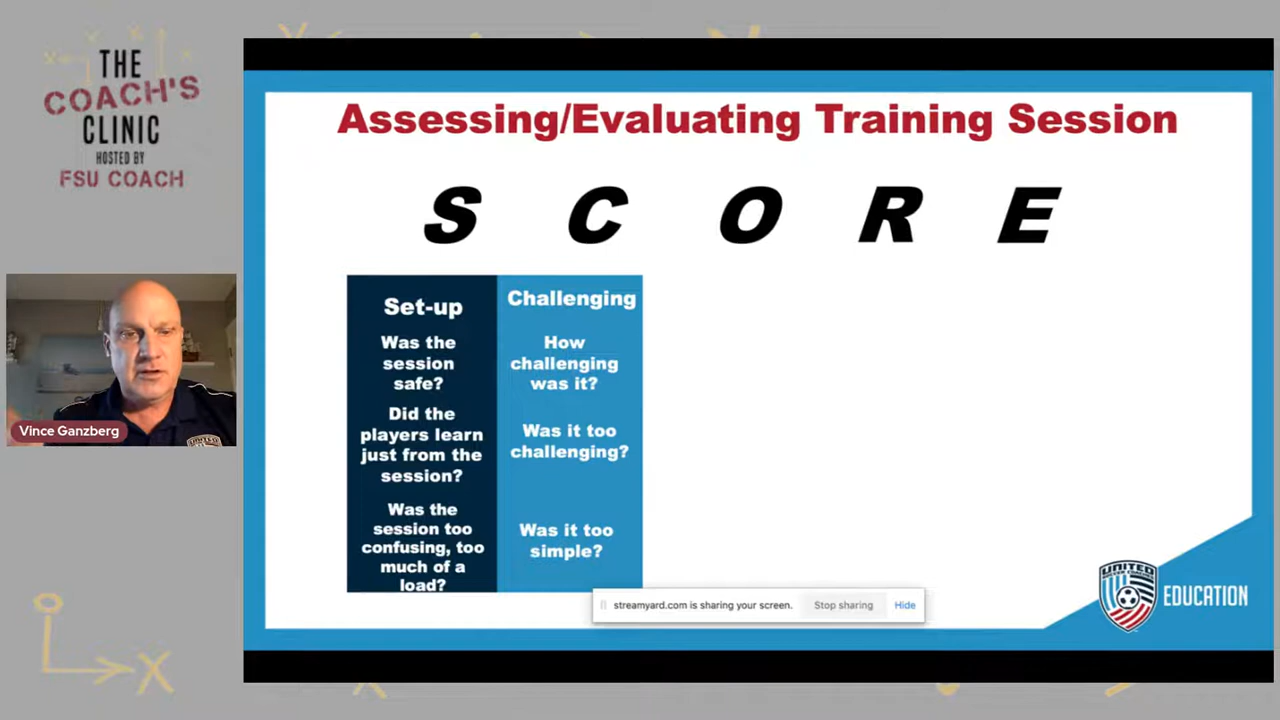 THE
COACH'S
CLINIC
HOSTED BY
FSU COACH
Vince Ganzberg
Assessing/Evaluating Training Session
S C O R E
Set-up
Was the
session
safe?
Did the
players learn
just from the
session?
Was the
session too
confusing, too
much of a
load?
Challenging
How
challenging
was it?
Was it too
challenging?
Was it too
simple?
streamyard.com is sharing your screen.
Stop sharing
Hide
UNITED
EDUCATION